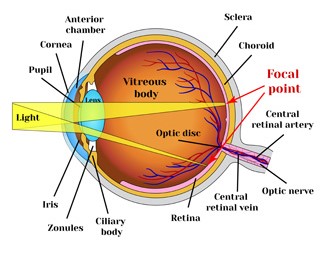 Anterior
chamber
Cornea
Pupil
Sclera
Choroid
Focal
point
Vitreous
body
Lens
Light
Optic disc
Central
retinal artery
Iris
Zonules
Ciliary
body
Retina
Central
retinal vein
Optic nerve